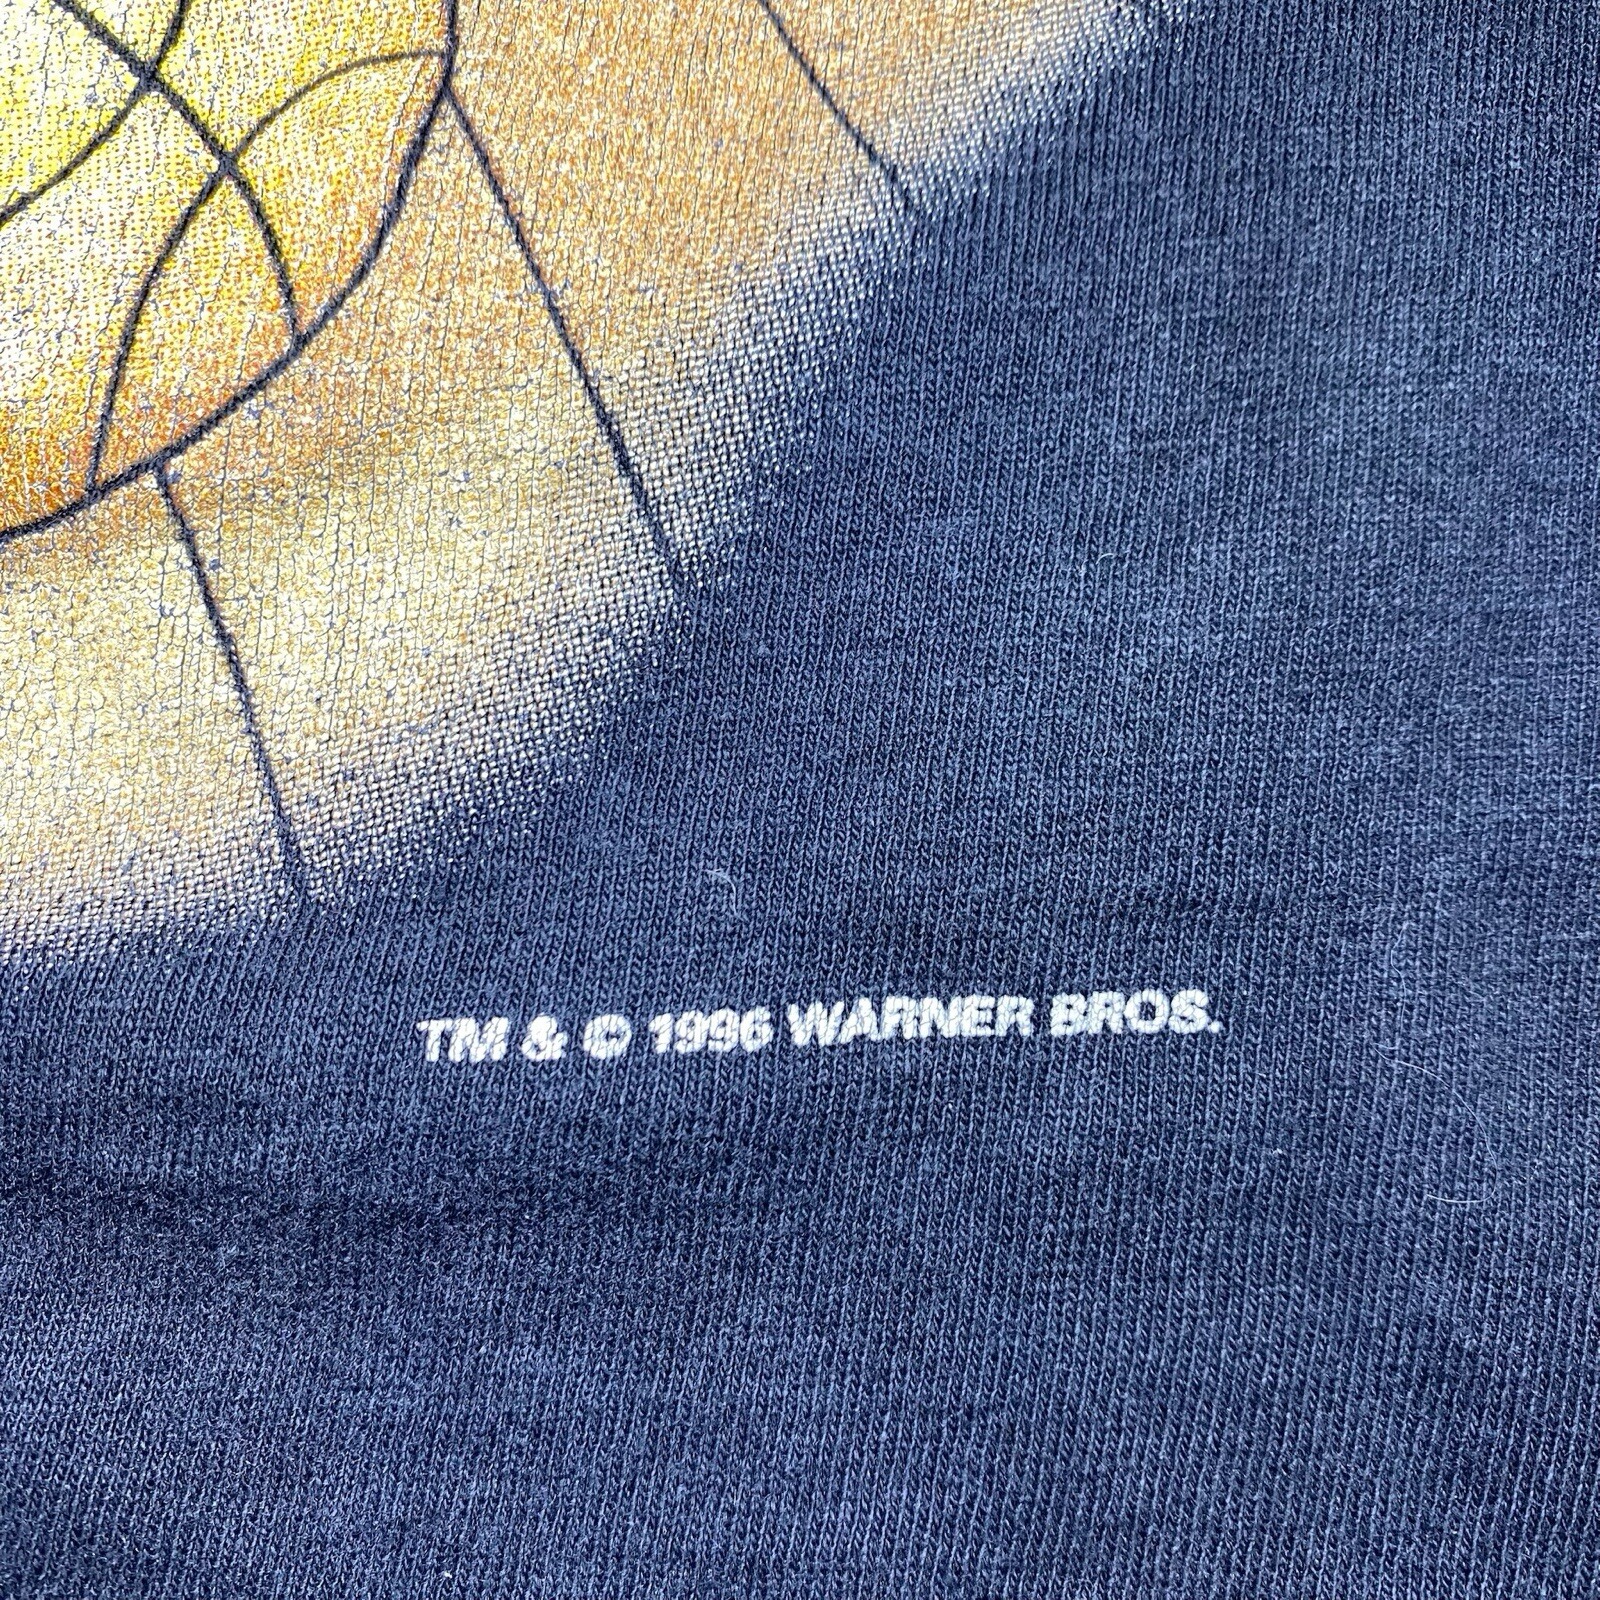 TM & © 1996 WARNER BROS.